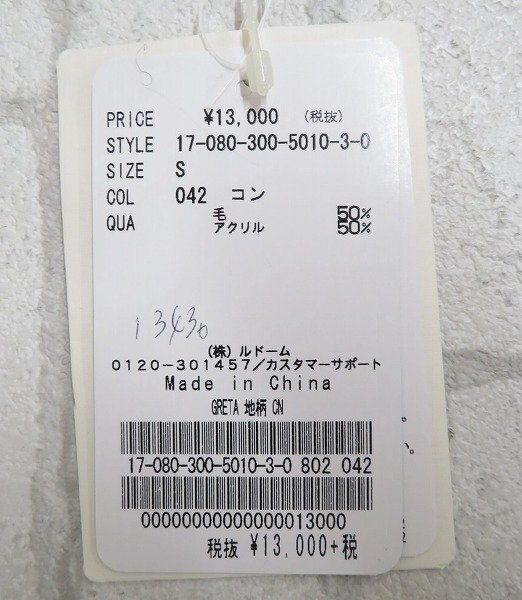 PRICE ¥13,000 (税抜)
STYLE 17-080-300-5010-3-0
SIZE S
COL 042 コン
QUA 毛 50%
アクリル 50%
(株) ルドーム
0120-301457/カスタマーサポート
Made in China
GRETA 地柄 CN
17-080-300-5010-3-0 802 042
00000000000000013000
税抜 ¥13,000+税